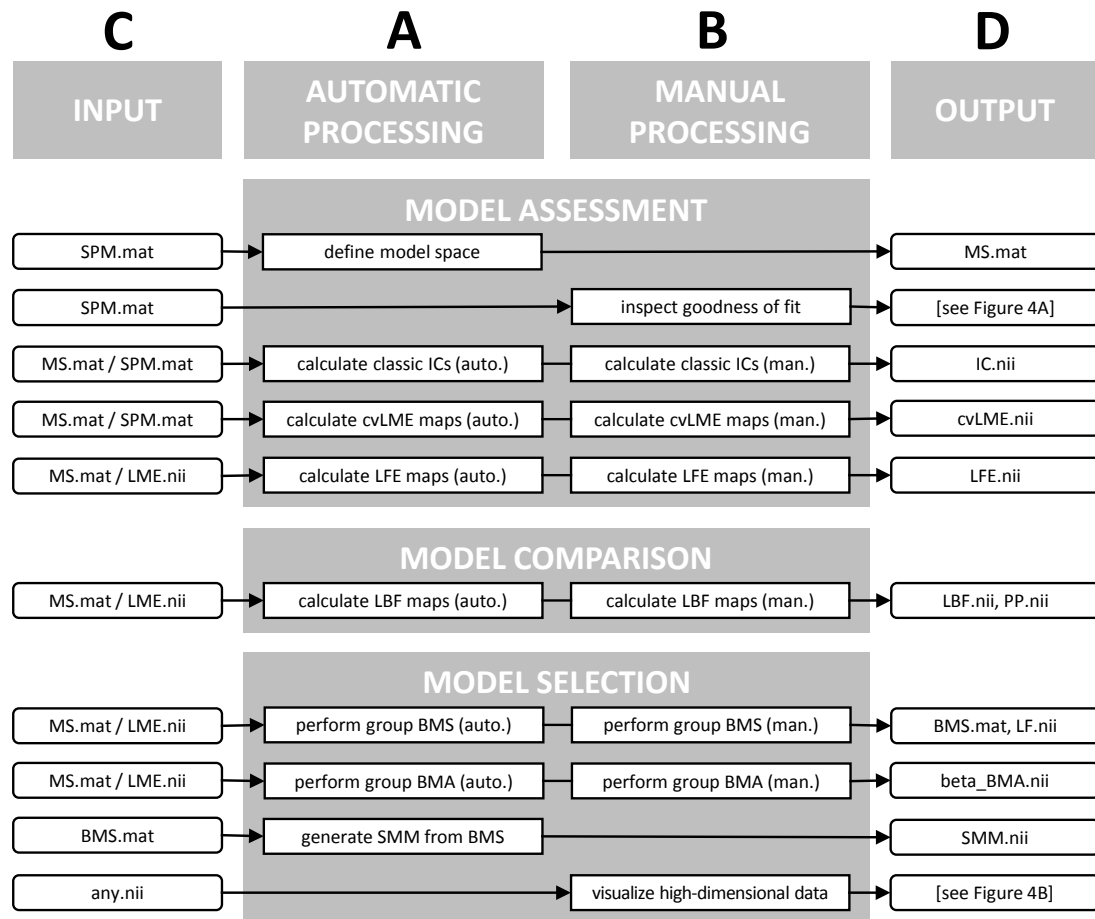 C A B D
INPUT AUTOMATIC PROCESSING MANUAL PROCESSING OUTPUT
MODEL ASSESSMENT
SPM.mat define model space MS.mat
SPM.mat inspect goodness of fit [see Figure 4A]
MS.mat / SPM.mat calculate classic ICs (auto.) calculate classic ICs (man.) IC.nii
MS.mat / SPM.mat calculate cvLME maps (auto.) calculate cvLME maps (man.) cvLME.nii
MS.mat / LME.nii calculate LFE maps (auto.) calculate LFE maps (man.) LFE.nii
MODEL COMPARISON
MS.mat / LME.nii calculate LBF maps (auto.) calculate LBF maps (man.) LBF.nii, PP.nii
MODEL SELECTION
MS.mat / LME.nii perform group BMS (auto.) perform group BMS (man.) BMS.mat, LF.nii
MS.mat / LME.nii perform group BMA (auto.) perform group BMA (man.) beta_BMA.nii
BMS.mat generate SMM from BMS SMM.nii
any.nii visualize high-dimensional data [see Figure 4B]